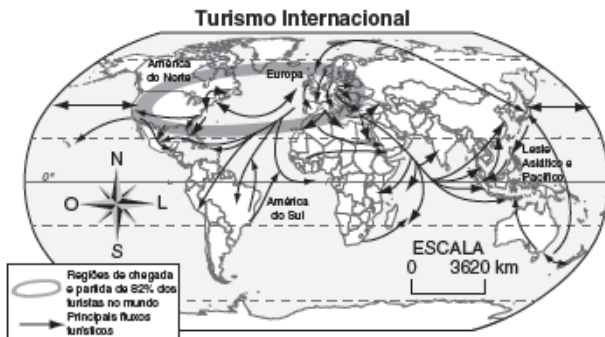 Turismo Internacional
América
do Norte
Europa
Leste
Asiático e
Pacífico
0°
N
O
L
S
América
do Sul
ESCALA
0 3620 km
Regiões de chegada
e partida de 82% dos
turistas no mundo
Principais fluxos
turísticos